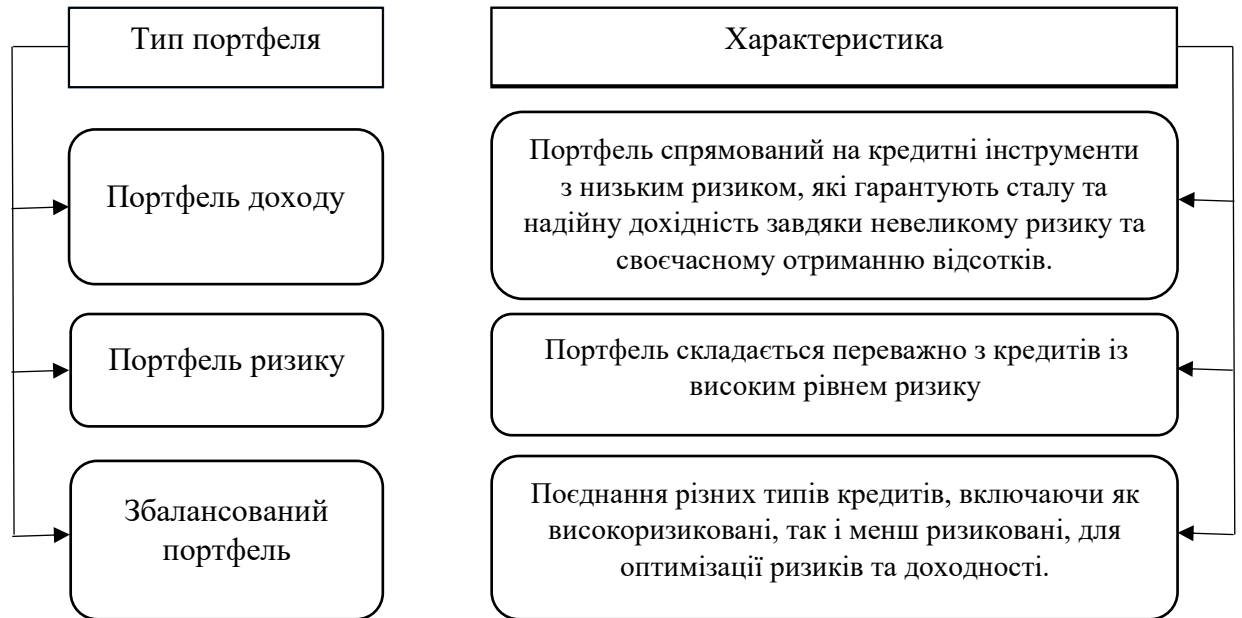 Тип портфеля
Характеристика
Портфель доходу
Портфель спрямований на кредитні інструменти
з низьким ризиком, які гарантують сталу та
надійну дохідність завдяки невеликому ризику та
своєчасному отриманню відсотків.
Портфель ризику
Портфель складається переважно з кредитів із
високим рівнем ризику
Збалансований
портфель
Поєднання різних типів кредитів, включаючи як
високоризиковані, так і менш ризиковані, для
оптимізації ризиків та доходності.